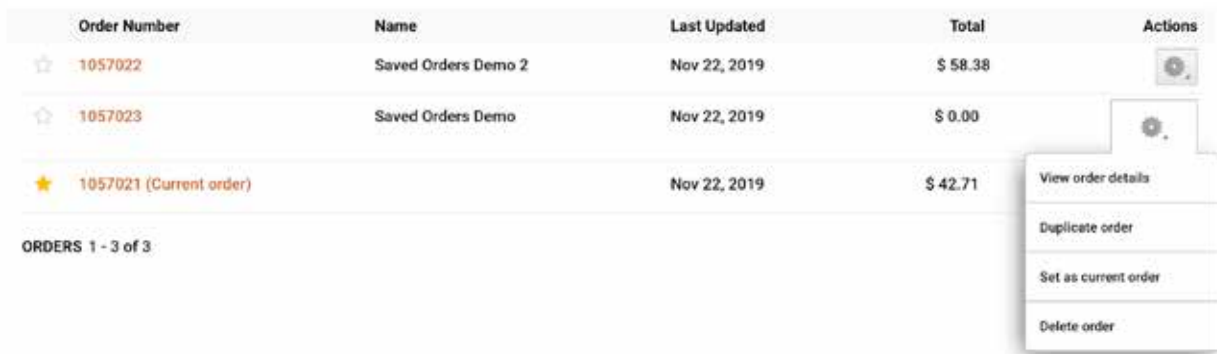 Order Number Name Last Updated Total Actions
1057022 Saved Orders Demo 2 Nov 22, 2019 $ 58.38
1057023 Saved Orders Demo Nov 22, 2019 $ 0.00
1057021 (Current order) Nov 22, 2019 $ 42.71
View order details
Duplicate order
Set as current order
Delete order
ORDERS 1 - 3 of 3